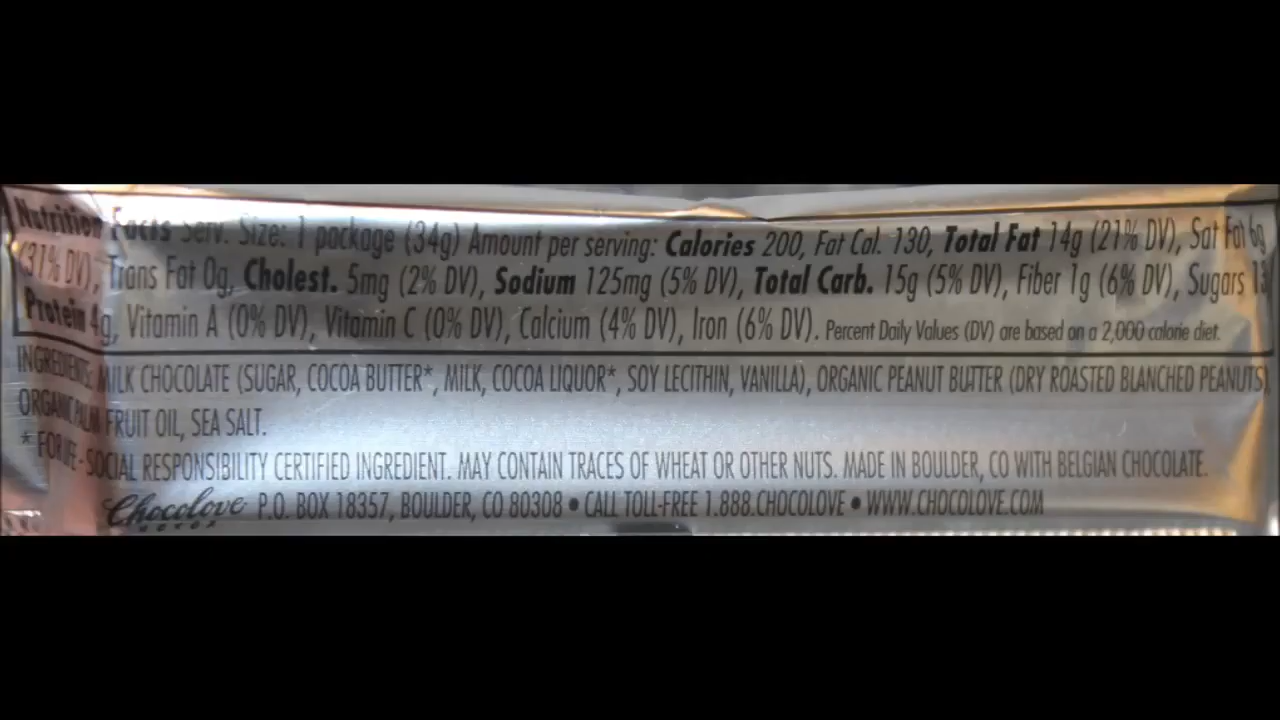 Nutrition Facts Serv. Size: 1 package (34g) Amount per serving: Calories 200, Fat Cal. 130, Total Fat 14g (21% DV), Sat Fat 6g
(31% DV), Trans Fat 0g, Cholest. 5mg (2% DV), Sodium 125mg (5% DV), Total Carb. 15g (5% DV), Fiber 1g (6% DV), Sugars
Protein 4g, Vitamin A (0% DV), Vitamin C (0% DV), Calcium (4% DV), Iron (6% DV). Percent Daily Values (DV) are based on a 2,000 calorie diet.
INGREDIENTS: MILK CHOCOLATE (SUGAR, COCOA BUTTER*, MILK, COCOA LIQUOR*, SOY LECITHIN, VANILLA), ORGANIC PEANUT BUTTER (DRY ROASTED BLANCHED PEANUTS),
ORGANIC PALM FRUIT OIL, SEA SALT.
* FOR LIFE - SOCIAL RESPONSIBILITY CERTIFIED INGREDIENT. MAY CONTAIN TRACES OF WHEAT OR OTHER NUTS. MADE IN BOULDER, CO WITH BELGIAN CHOCOLATE.
Chocolove P.O. BOX 18357, BOULDER, CO 80308 • CALL TOLL-FREE 1.888.CHOCOLOVE • WWW.CHOCOLOVE.COM